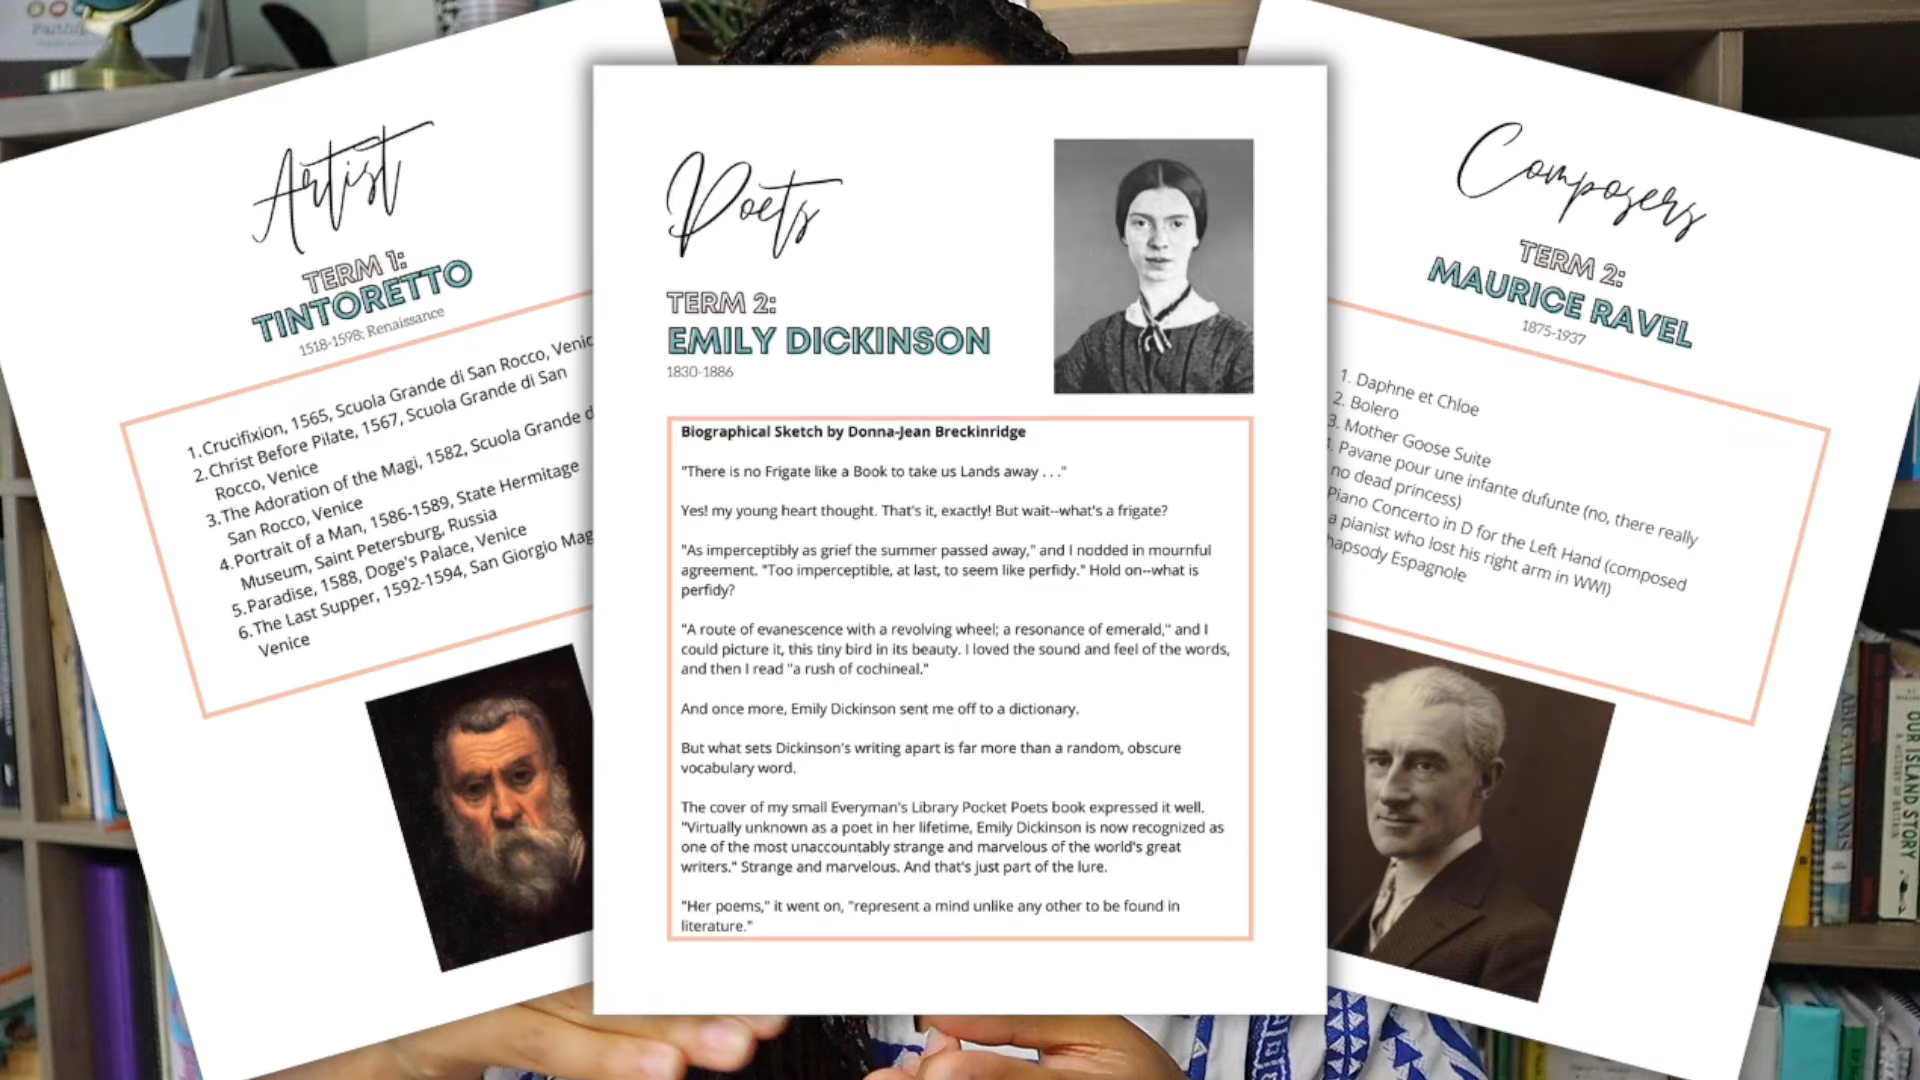 Artist
TERM 1:
TINTORETTO
1518-1598; Renaissance
1.Crucifixion, 1565, Scuola Grande di San Rocco,
2.Christ Before Pilate, 1567, Scuola Grande di San
Rocco, Venice
3.The Adoration of the Magi, 1582, Scuola Grande
San Rocco, Venice
4.Portrait of a Man, 1586-1589, State Hermitage
Museum, Saint Petersburg, Russia
5.Paradise, 1588, Doge's Palace, Venice
6.The Last Supper, 1592-1594, San Giorgio
Venice
Poets
TERM 2:
EMILY DICKINSON
1830-1886
Biographical Sketch by Donna-Jean Breckinridge
"There is no Frigate like a Book to take us Lands away . . ."
Yes! my young heart thought. That's it, exactly! But wait--what's a frigate?
"As imperceptibly as grief the summer passed away," and I nodded in mournful
agreement. "Too imperceptible, at last, to seem like perfidy." Hold on--what is
perfidy?
"A route of evanescence with a revolving wheel; a resonance of emerald," and I
could picture it, this tiny bird in its beauty. I loved the sound and feel of the words,
and then I read "a rush of cochineal."
And once more, Emily Dickinson sent me off to a dictionary.
But what sets Dickinson's writing apart is far more than a random, obscure
vocabulary word.
The cover of my small Everyman's Library Pocket Poets book expressed it well.
"Virtually unknown as a poet in her lifetime, Emily Dickinson is now recognized as
one of the most unaccountably strange and marvelous of the world's great
writers." Strange and marvelous. And that's just part of the lure.
"Her poems," it went on, "represent a mind unlike any other to be found in
literature."
Composers
TERM 2:
MAURICE RAVEL
1875-1937
1. Daphne et Chloe
2. Bolero
3. Mother Goose Suite
Pavane pour une infante dufunte (no, there really
no dead princess)
Piano Concerto in D for the Left Hand (composed
a pianist who lost his right arm in WWI)
Espagnole
ABIGAIL ADAMS
OUR ISLAND STORY
A HISTORY OF BRITAIN